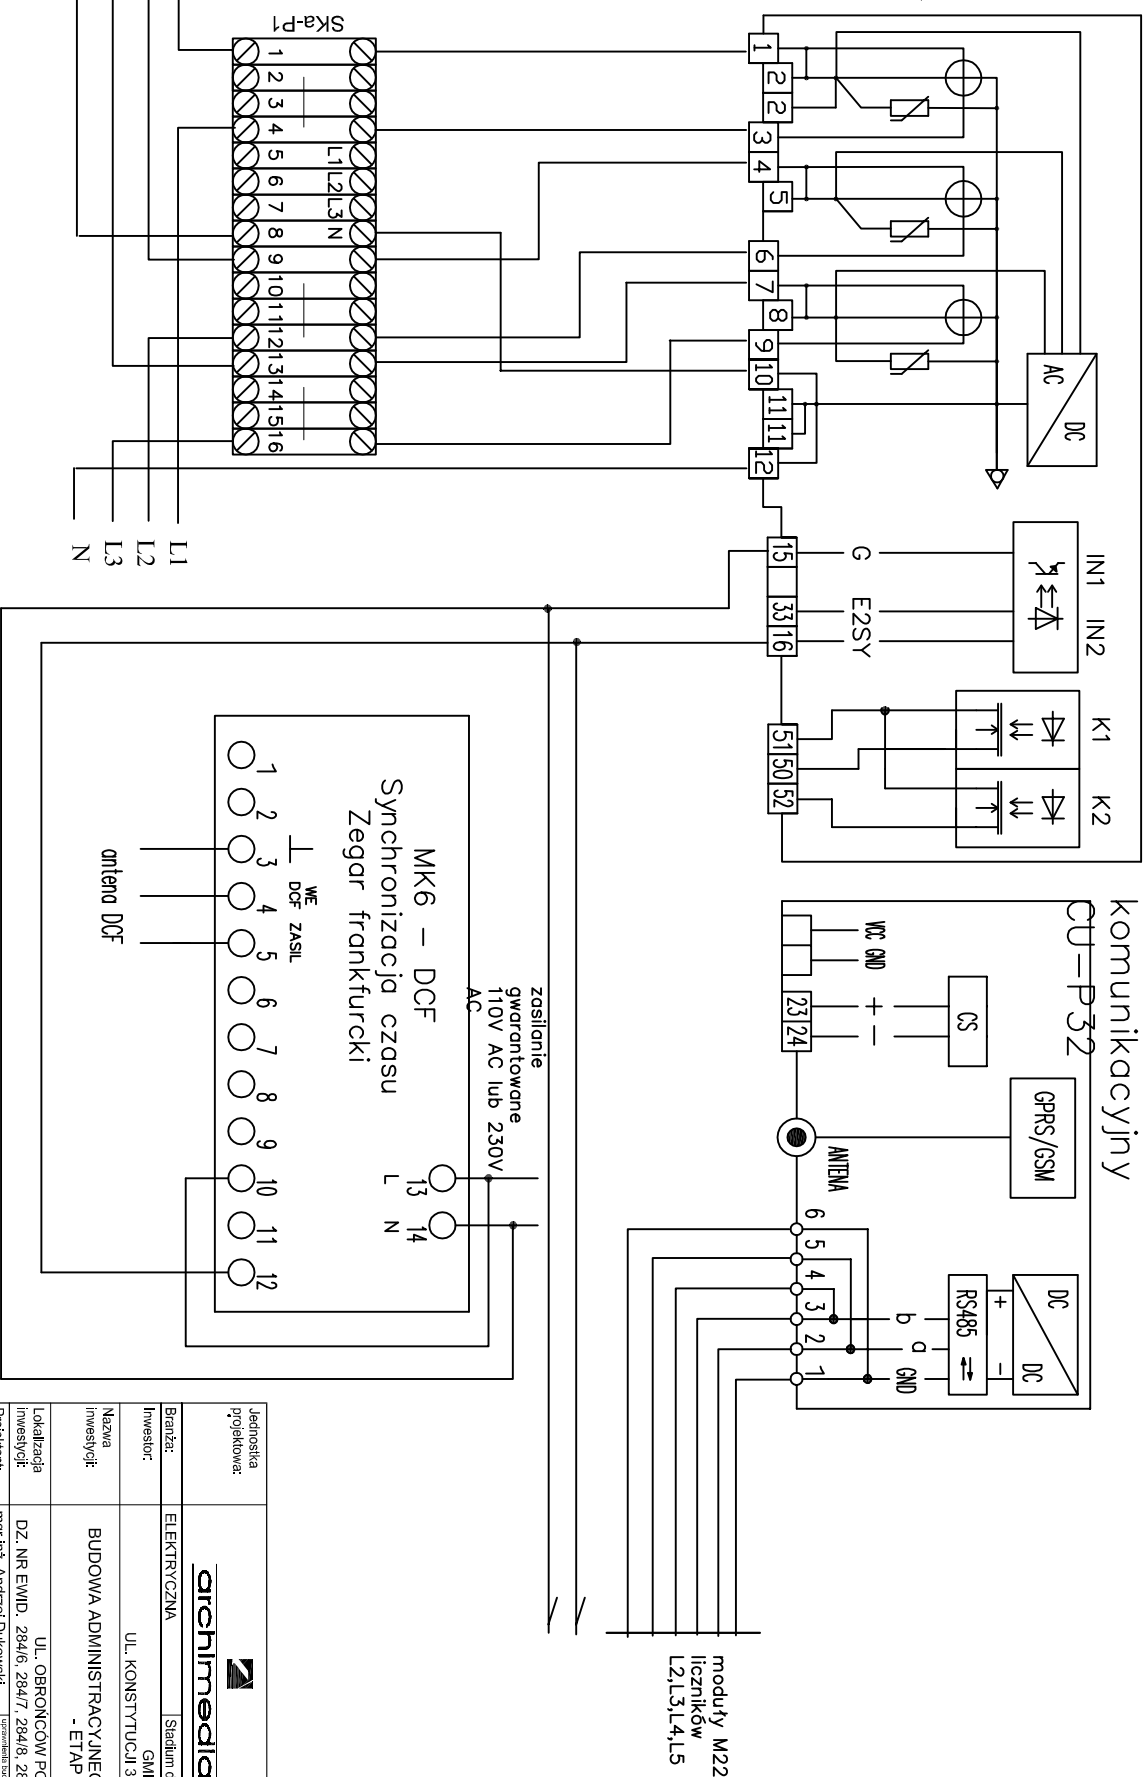 SKa-P1
1
2
3
4
5
6
7
8
9
10
11
12
13
14
15
16
L1
L2
L3
N
1
2
2
3
4
5
6
7
8
9
10
11
11
12
AC
DC
L1
L2
L3
N
15
33
16
G
E2SY
IN1 IN2
51
50
52
K1
K2
komunikacyjny
CU-P32
VCC GND
23
24
+
-
CS
GPRS/GSM
ANTENA
6
5
4
3
2
1
b
a
GND
RS485
+
-
DC
DC
MK6 - DCF
Synchronizacja czasu
Zegar frankfurcki
zasilanie
gwarantowane
110V AC lub 230V
AC
L 13
N 14
1
2
3
4
5
6
7
8
9
10
11
12
WE
DCF ZASIL
antena DCF
moduły M22
liczników
L2,L3,L4,L5
Jednostka
projektowa:
archimedia
Branża:
ELEKTRYCZNA
Inwestor:
UL. KONSTYTUCJI 3
Nazwa
inwestycji:
BUDOWA ADMINISTRACYJNEG
- ETAP
Lokalizacja
inwestycji:
UL. OBROŃCÓW PO
DZ. NR EWID. 284/6, 284/7, 284/8, 28